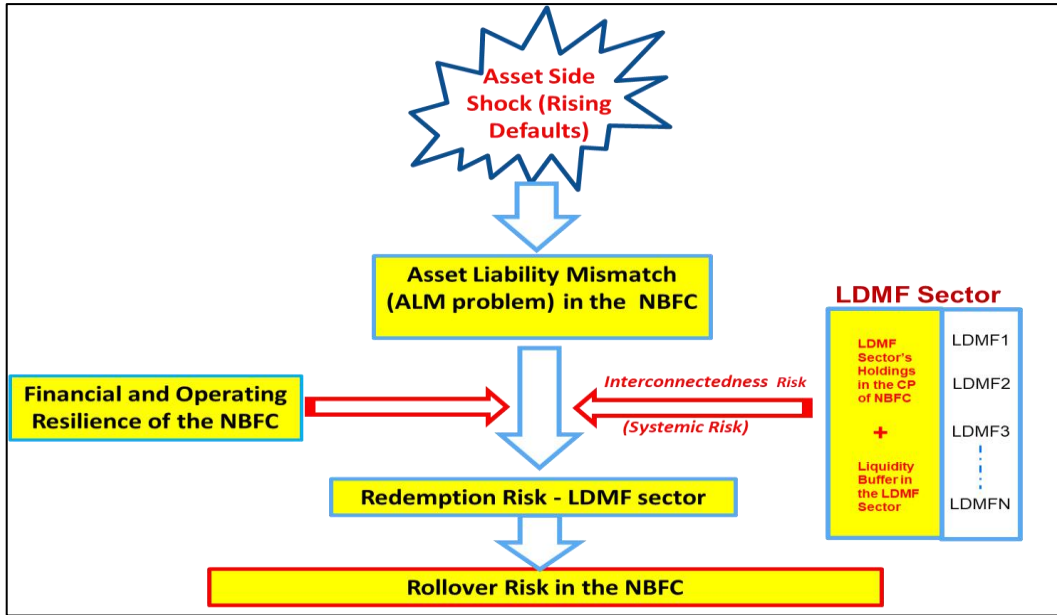 Asset Side
Shock (Rising
Defaults)
Asset Liability Mismatch
(ALM problem) in the NBFC
LDMF Sector
LDMF
Sector's
Holdings
in the CP
of NBFC
+
Liquidity
Buffer in
the LDMF
Sector
LDMF1
LDMF2
LDMF3
LDMFN
Financial and Operating
Resilience of the NBFC
Interconnectedness Risk
(Systemic Risk)
Redemption Risk - LDMF sector
Rollover Risk in the NBFC